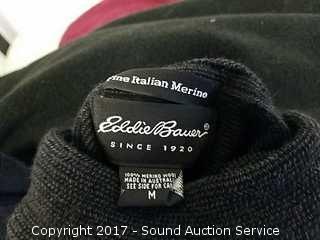 Fine Italian Merino
Eddie Bauer®
SINCE 1920
100% MERINO WOOL
MADE IN AUSTRALIA
SEE SIDE FOR CARE
M
Copyright 2017 - Sound Auction Service